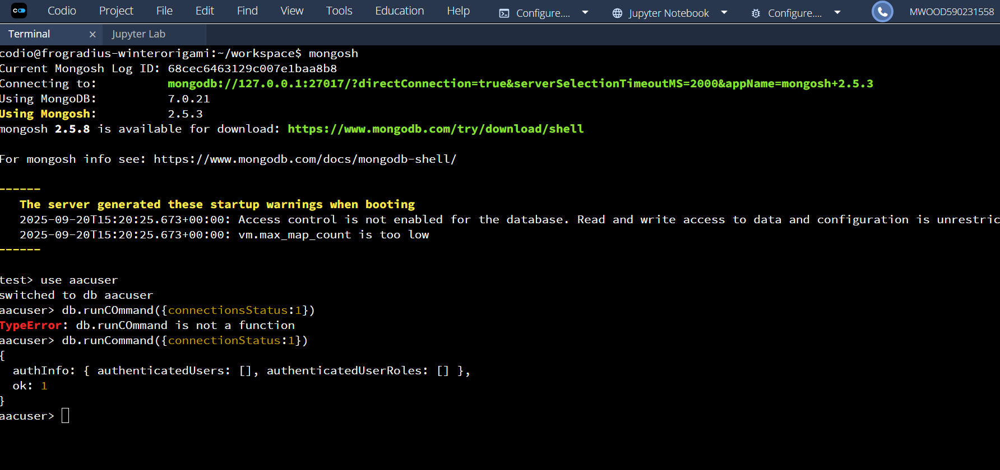 CO Codio Project File Edit Find View Tools Education Help Configure.... Jupyter Notebook Configure.... MWOOD590231558
Terminal × Jupyter Lab
codio@frogradius-winterorigami:~/workspace$ mongosh
Current Mongosh Log ID: 68cec6463129c007e1baa8b8
Connecting to: mongodb://127.0.0.1:27017/?directConnection=true&serverSelectionTimeoutMS=2000&appName=mongosh+2.5.3
Using MongoDB: 7.0.21
Using Mongosh: 2.5.3
mongosh 2.5.8 is available for download: https://www.mongodb.com/try/download/shell
For mongosh info see: https://www.mongodb.com/docs/mongodb-shell/
------
The server generated these startup warnings when booting
2025-09-20T15:20:25.673+00:00: Access control is not enabled for the database. Read and write access to data and configuration is unrestric
2025-09-20T15:20:25.673+00:00: vm.max_map_count is too low
------
test> use aacuser
switched to db aacuser
aacuser> db.runCOmmand({connectionsStatus:1})
TypeError: db.runCOmmand is not a function
aacuser> db.runCommand({connectionStatus:1})
{
authInfo: { authenticatedUsers: [], authenticatedUserRoles: [] },
ok: 1
}
aacuser>